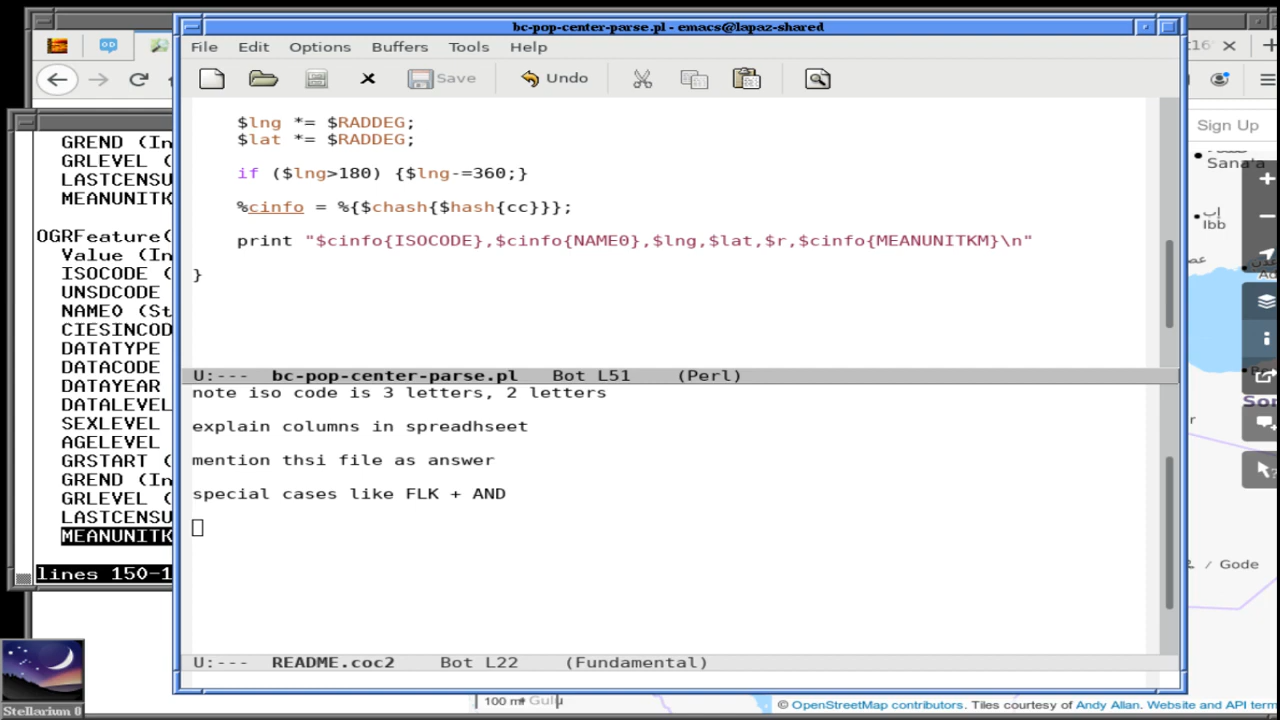 bc-pop-center-parse.pl - emacs@lapaz-shared
File Edit Options Buffers Tools Help
Save Undo
$lng *= $RADDEG;
$lat *= $RADDEG;
if ($lng>180) {$lng-=360;}
%cinfo = %{$chash{$hash{cc}}};
print "$cinfo{ISOCODE},$cinfo{NAME0},$lng,$lat,$r,$cinfo{MEANUNITKM}\n"
}
U:--- bc-pop-center-parse.pl Bot L51 (Perl)
note iso code is 3 letters, 2 letters
explain columns in spreadhseet
mention thsi file as answer
special cases like FLK + AND
U:--- README.coc2 Bot L22 (Fundamental)
GREND (In
GRLEVEL (
LASTCENSU
MEANUNITK
OGRFeature(
Value (In
ISOCODE (
UNSDCODE
NAME0 (St
CIESINCOD
DATATYPE
DATACODE
DATAYEAR
DATALEVEL
SEXLEVEL
AGELEVEL
GRSTART (
GREND (In
GRLEVEL (
LASTCENSU
MEANUNITK
lines 150-1
Stellarium 0
Sign Up
Sana'a
إب
Ibb
Gode
100 m
© OpenStreetMap contributors. Tiles courtesy of Andy Allan. Website and API term